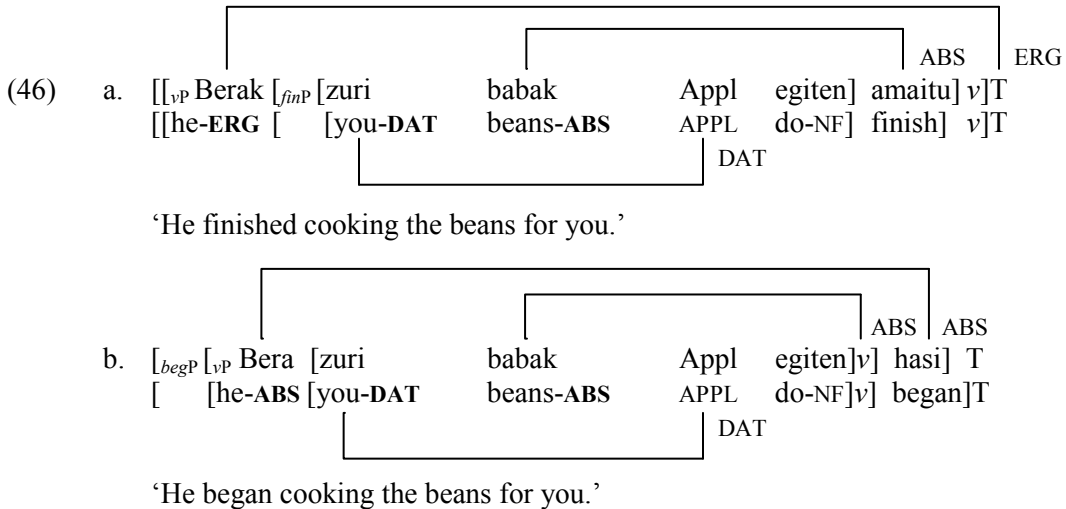 ABS ERG
(46) a. [[vP Berak [finP [zuri babak Appl egiten] amaitu] v]T
[[he-ERG [ [you-DAT beans-ABS APPL do-NF] finish] v]T
DAT
‘He finished cooking the beans for you.’
ABS ABS
b. [begP [vP Bera [zuri babak Appl egiten]v] hasi] T
[ [he-ABS [you-DAT beans-ABS APPL do-NF]v] began]T
DAT
‘He began cooking the beans for you.’